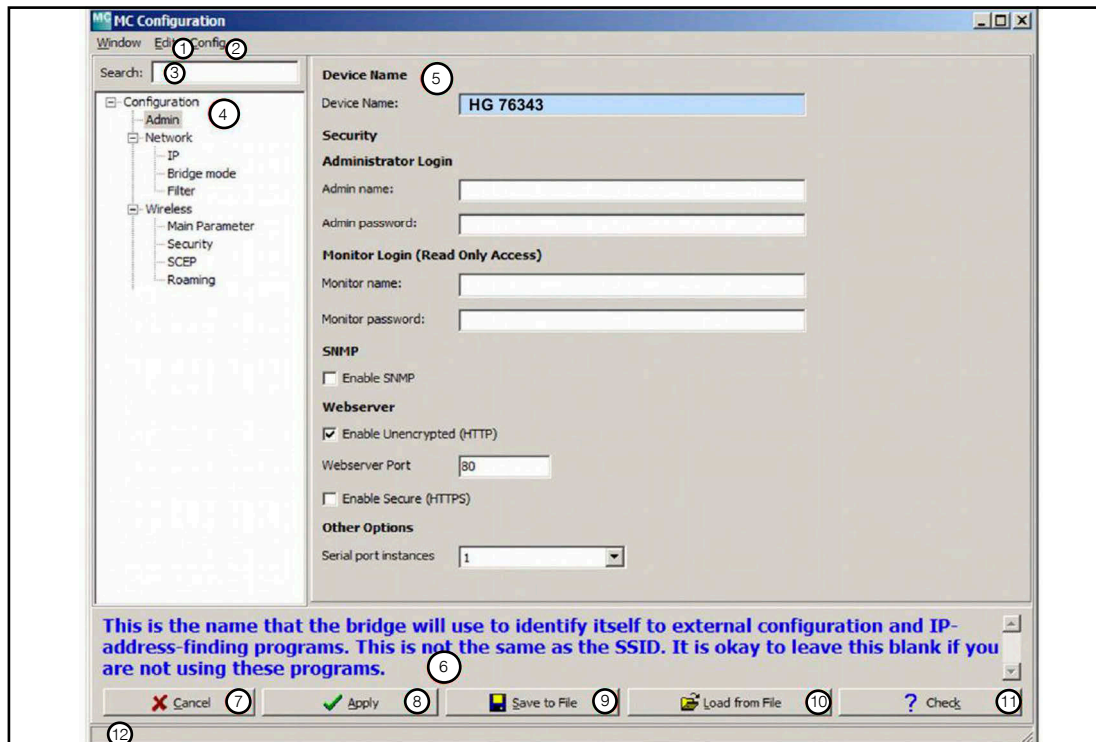 MC MC Configuration
Window Edit 1 Config 2
Search: 3
Configuration 4
Admin
Network
IP
Bridge mode
Filter
Wireless
Main Parameter
Security
SCEP
Roaming
Device Name 5
Device Name: HG 76343
Security
Administrator Login
Admin name:
Admin password:
Monitor Login (Read Only Access)
Monitor name:
Monitor password:
SNMP
Enable SNMP
Webserver
Enable Unencrypted (HTTP)
Webserver Port 80
Enable Secure (HTTPS)
Other Options
Serial port instances 1
This is the name that the bridge will use to identify itself to external configuration and IP-
address-finding programs. This is not the same as the SSID. It is okay to leave this blank if you
are not using these programs. 6
Cancel 7 Apply 8 Save to File 9 Load from File 10 ? Check 11
12